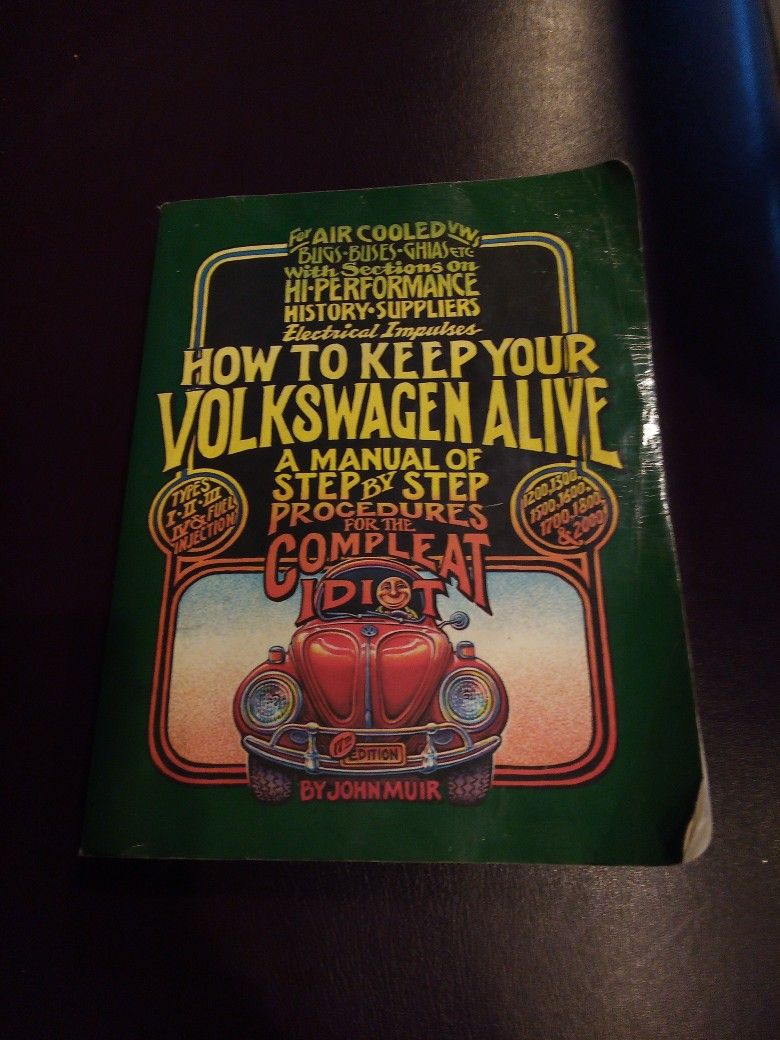 For AIR COOLED VWs
BUGS•BUSES•GHIAS ETC
With Sections On
HI-PERFORMANCE
HISTORY•SUPPLIERS
Electrical Impulses
HOW TO KEEP YOUR
VOLKSWAGEN ALIVE
A MANUAL OF
STEP BY STEP
PROCEDURES
FOR THE
COMPLEAT
IDIOT
TYPES
I•II•III
IV & FUEL
INJECTION!
1200,1300,
1500,1600,
1700,1800,
& 2000!
EDITION
BY JOHN MUIR